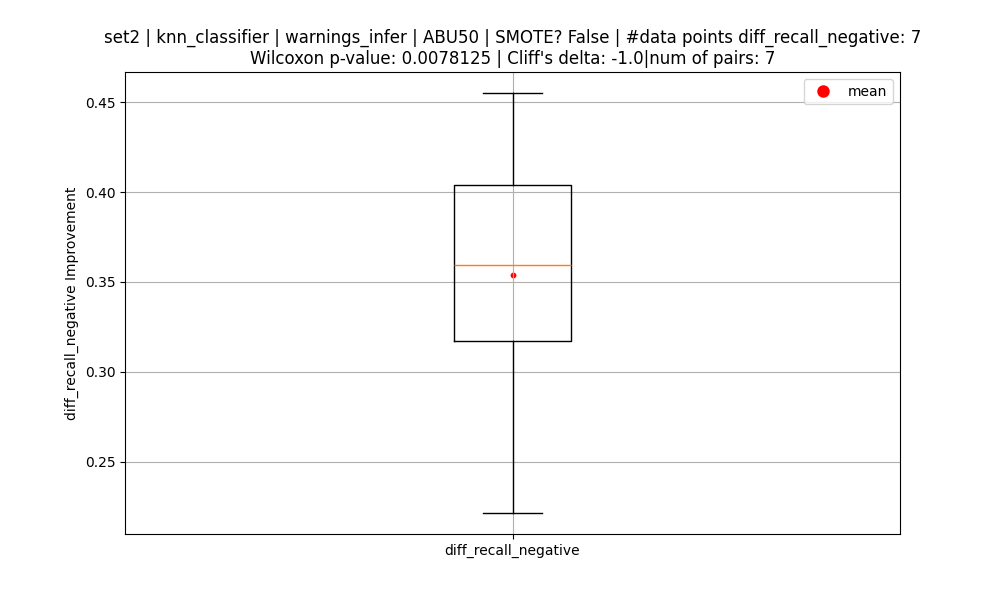 set2 | knn_classifier | warnings_infer | ABU50 | SMOTE? False | #data points diff_recall_negative: 7
Wilcoxon p-value: 0.0078125 | Cliff's delta: -1.0|num of pairs: 7
mean
0.45
0.40
0.35
0.30
0.25
diff_recall_negative Improvement
diff_recall_negative